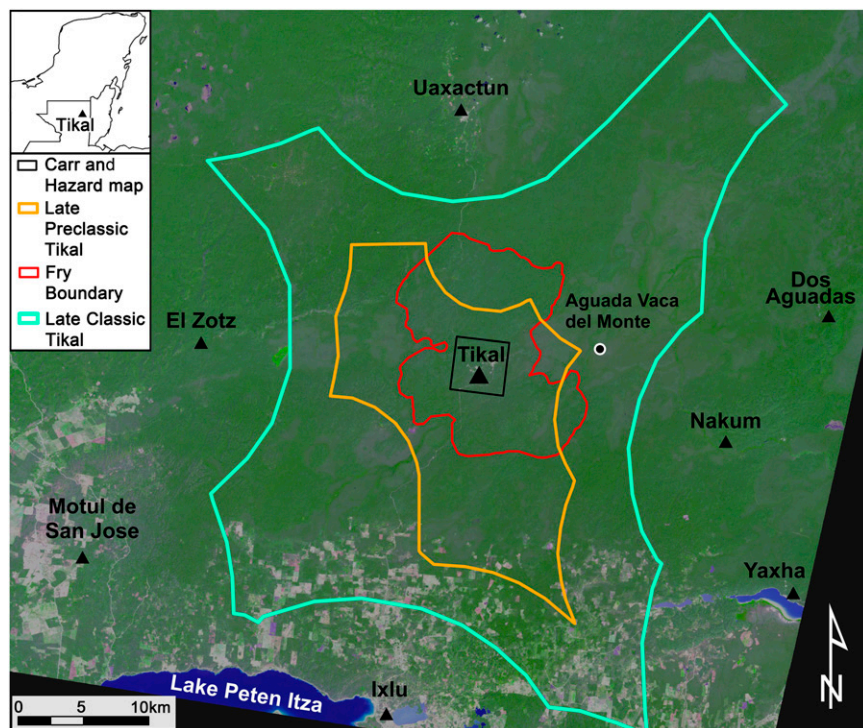 Tikal
Carr and
Hazard map
Late
Preclassic
Tikal
Fry
Boundary
Late Classic
Tikal
Uaxactun
Dos
Aguadas
Aguada Vaca
del Monte
El Zotz
Tikal
Nakum
Motul de
San Jose
Yaxha
N
Lake Peten Itza
Ixlu
0 5 10km